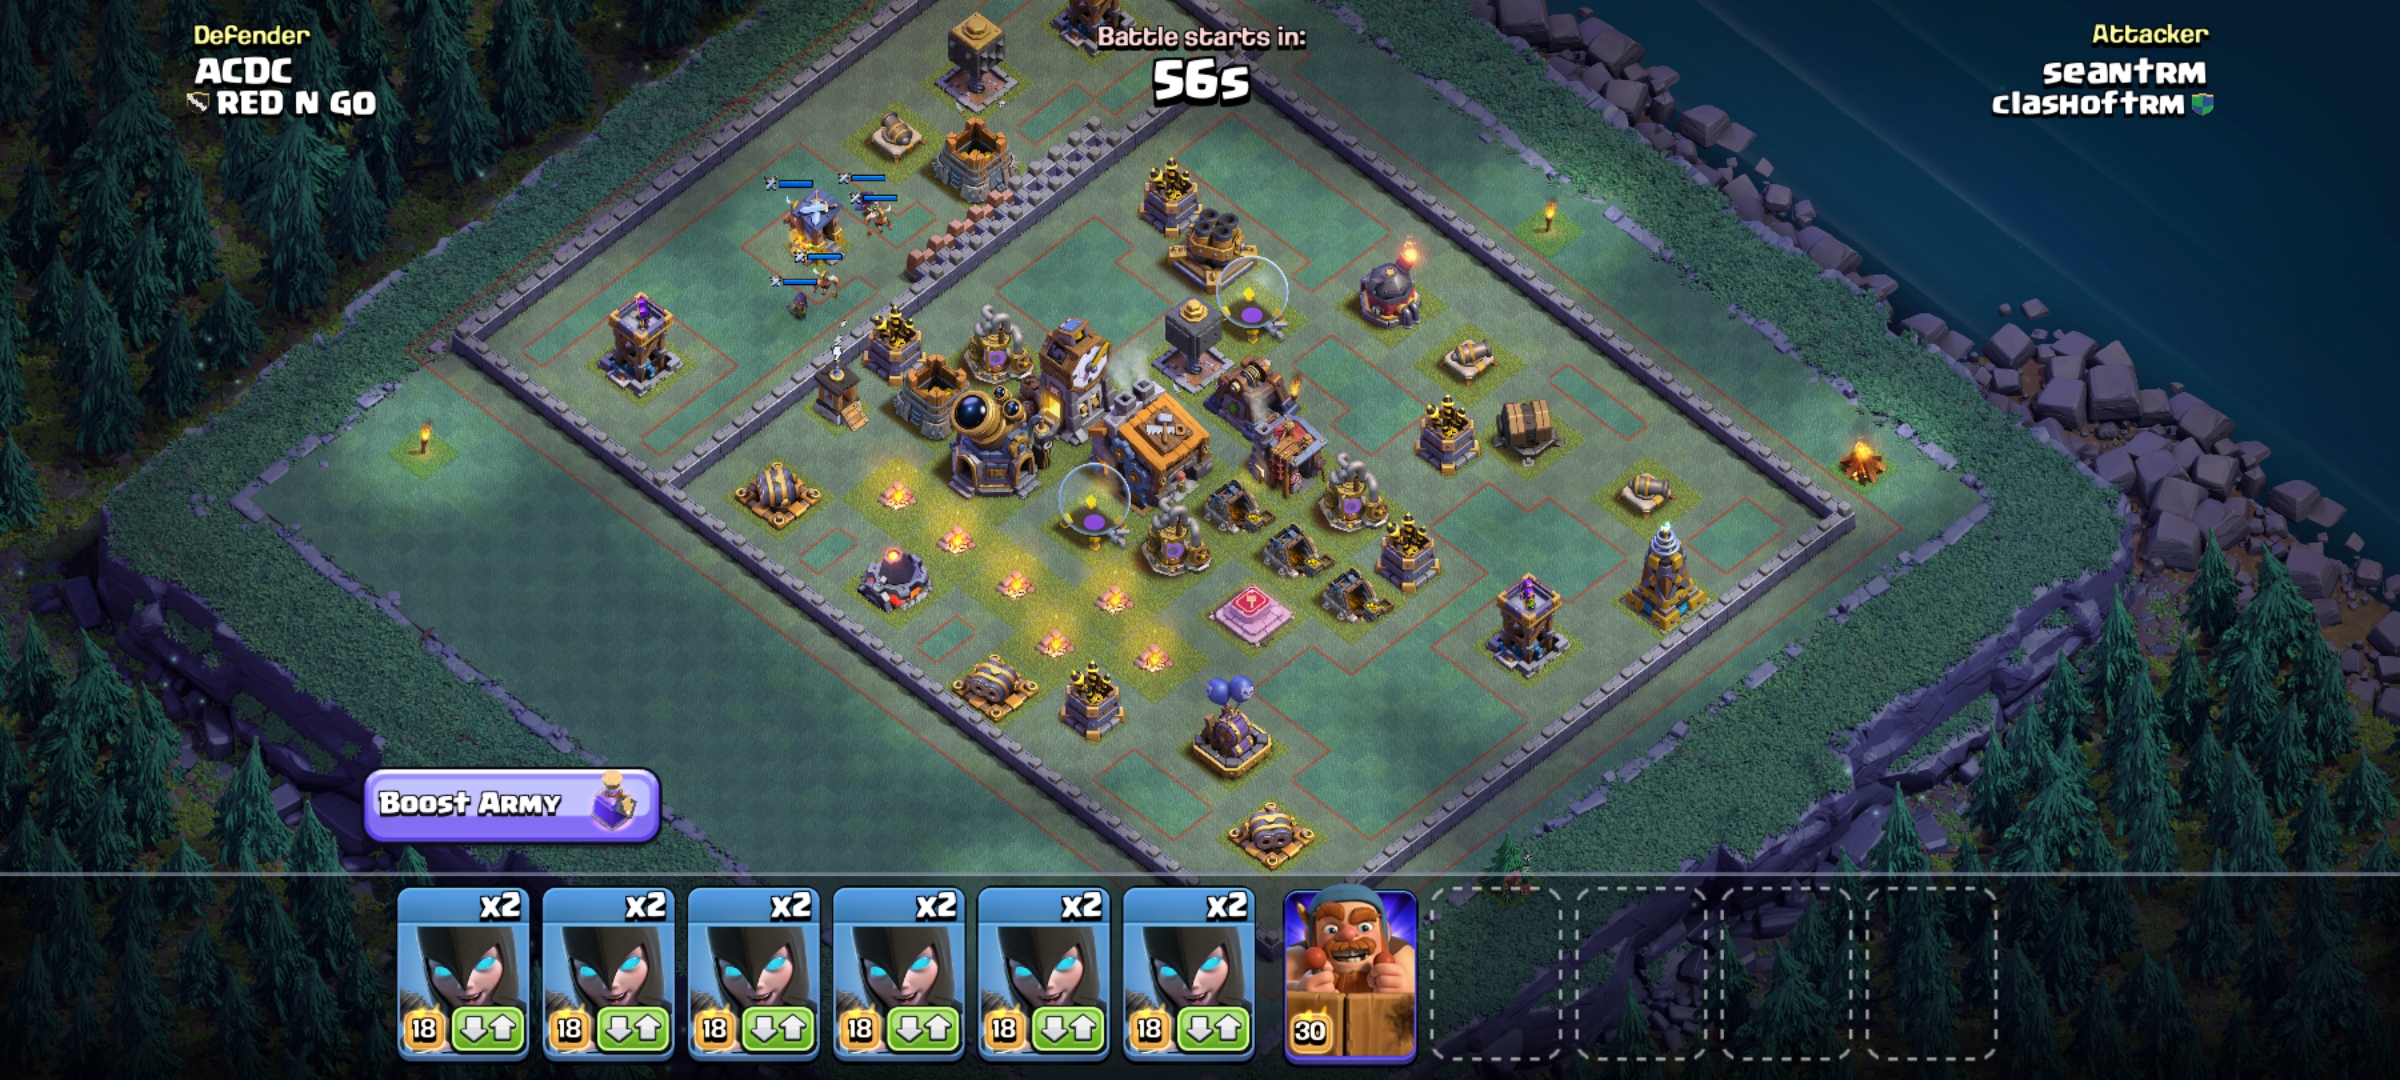 Defender
ACDC
RED N GO
Battle starts in:
56s
Attacker
seantrm
clashoftrm
Boost Army
x2
x2
x2
x2
x2
x2
18
18
18
18
18
18
30